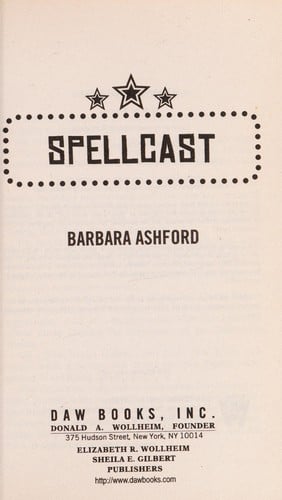 SPELLCAST
BARBARA ASHFORD
DAW BOOKS, INC.
DONALD A. WOLLHEIM, FOUNDER
375 Hudson Street, New York, NY 10014
ELIZABETH R. WOLLHEIM
SHEILA E. GILBERT
PUBLISHERS
http://www.dawbooks.com